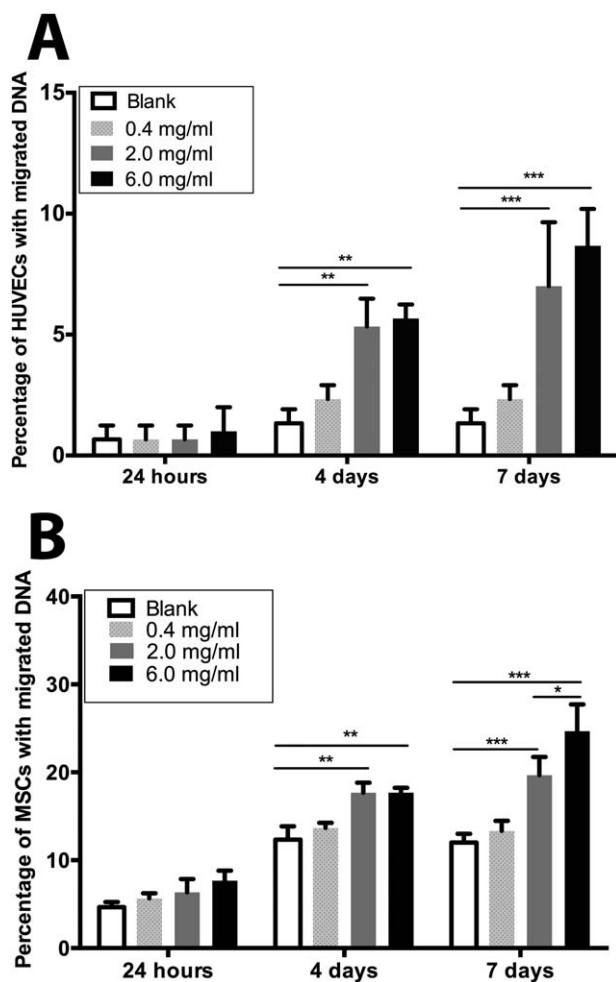 A
Percentage of HUVECs with migrated DNA
15
10
5
0
Blank
0.4 mg/ml
2.0 mg/ml
6.0 mg/ml
**
**
***
***
24 hours
4 days
7 days
B
Percentage of MSCs with migrated DNA
40
30
20
10
0
Blank
0.4 mg/ml
2.0 mg/ml
6.0 mg/ml
**
**
***
*
***
24 hours
4 days
7 days